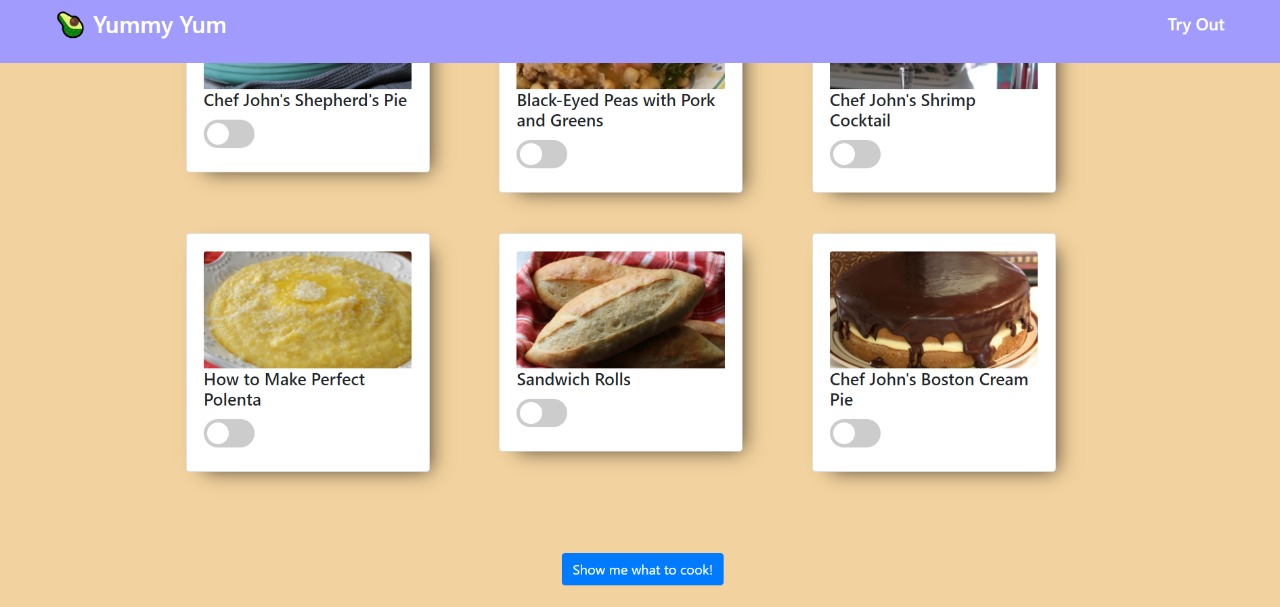 Yummy Yum
Try Out
Chef John's Shepherd's Pie
Black-Eyed Peas with Pork
and Greens
Chef John's Shrimp
Cocktail
How to Make Perfect
Polenta
Sandwich Rolls
Chef John's Boston Cream
Pie
Show me what to cook!